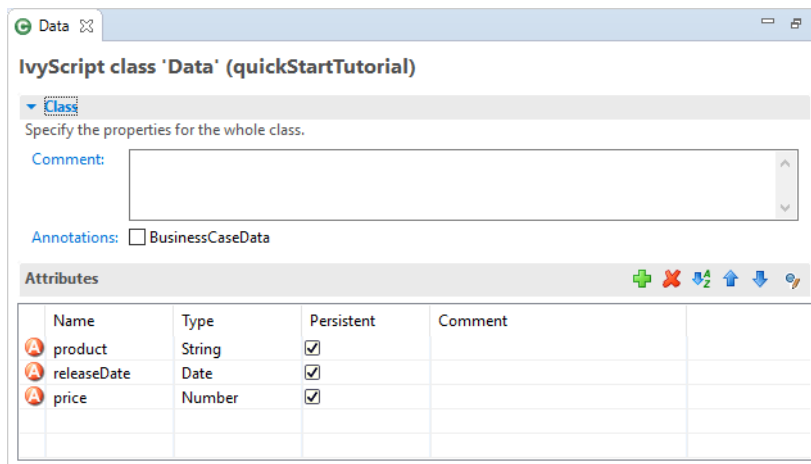 Data
IvyScript class 'Data' (quickStartTutorial)
Class
Specify the properties for the whole class.
Comment:
Annotations: BusinessCaseData
Attributes
Name Type Persistent Comment
product String
releaseDate Date
price Number